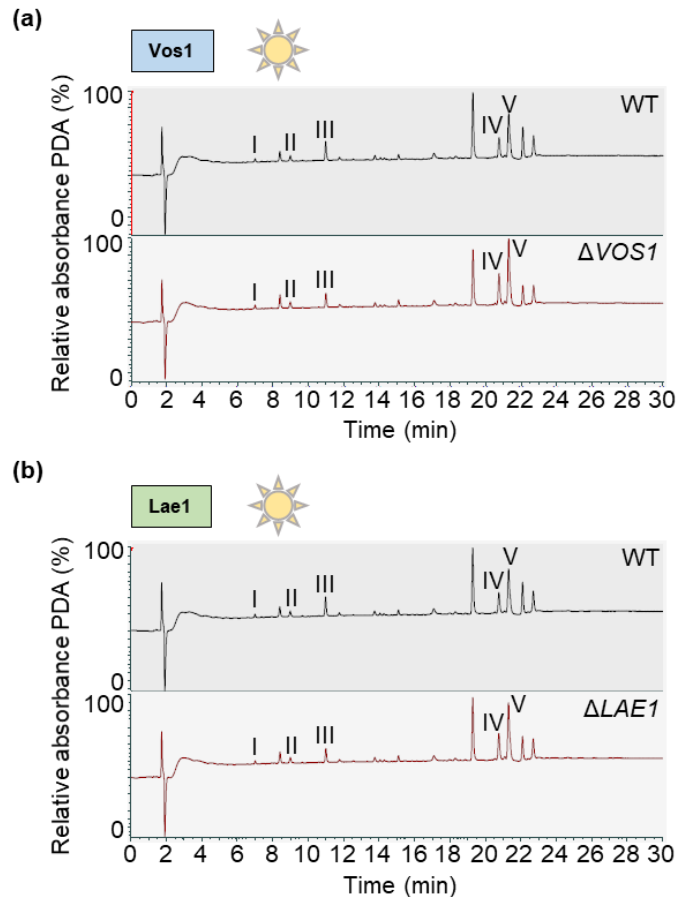 (a)
Vos1
Relative absorbance PDA (%)
100
0
I
II
III
IV
V
WT
100
0
I
II
III
IV
V
ΔVOS1
0 2 4 6 8 10 12 14 16 18 20 22 24 26 28 30
Time (min)
(b)
Lae1
Relative absorbance PDA (%)
100
0
I
II
III
IV
V
WT
100
0
I
II
III
IV
V
ΔLAE1
0 2 4 6 8 10 12 14 16 18 20 22 24 26 28 30
Time (min)